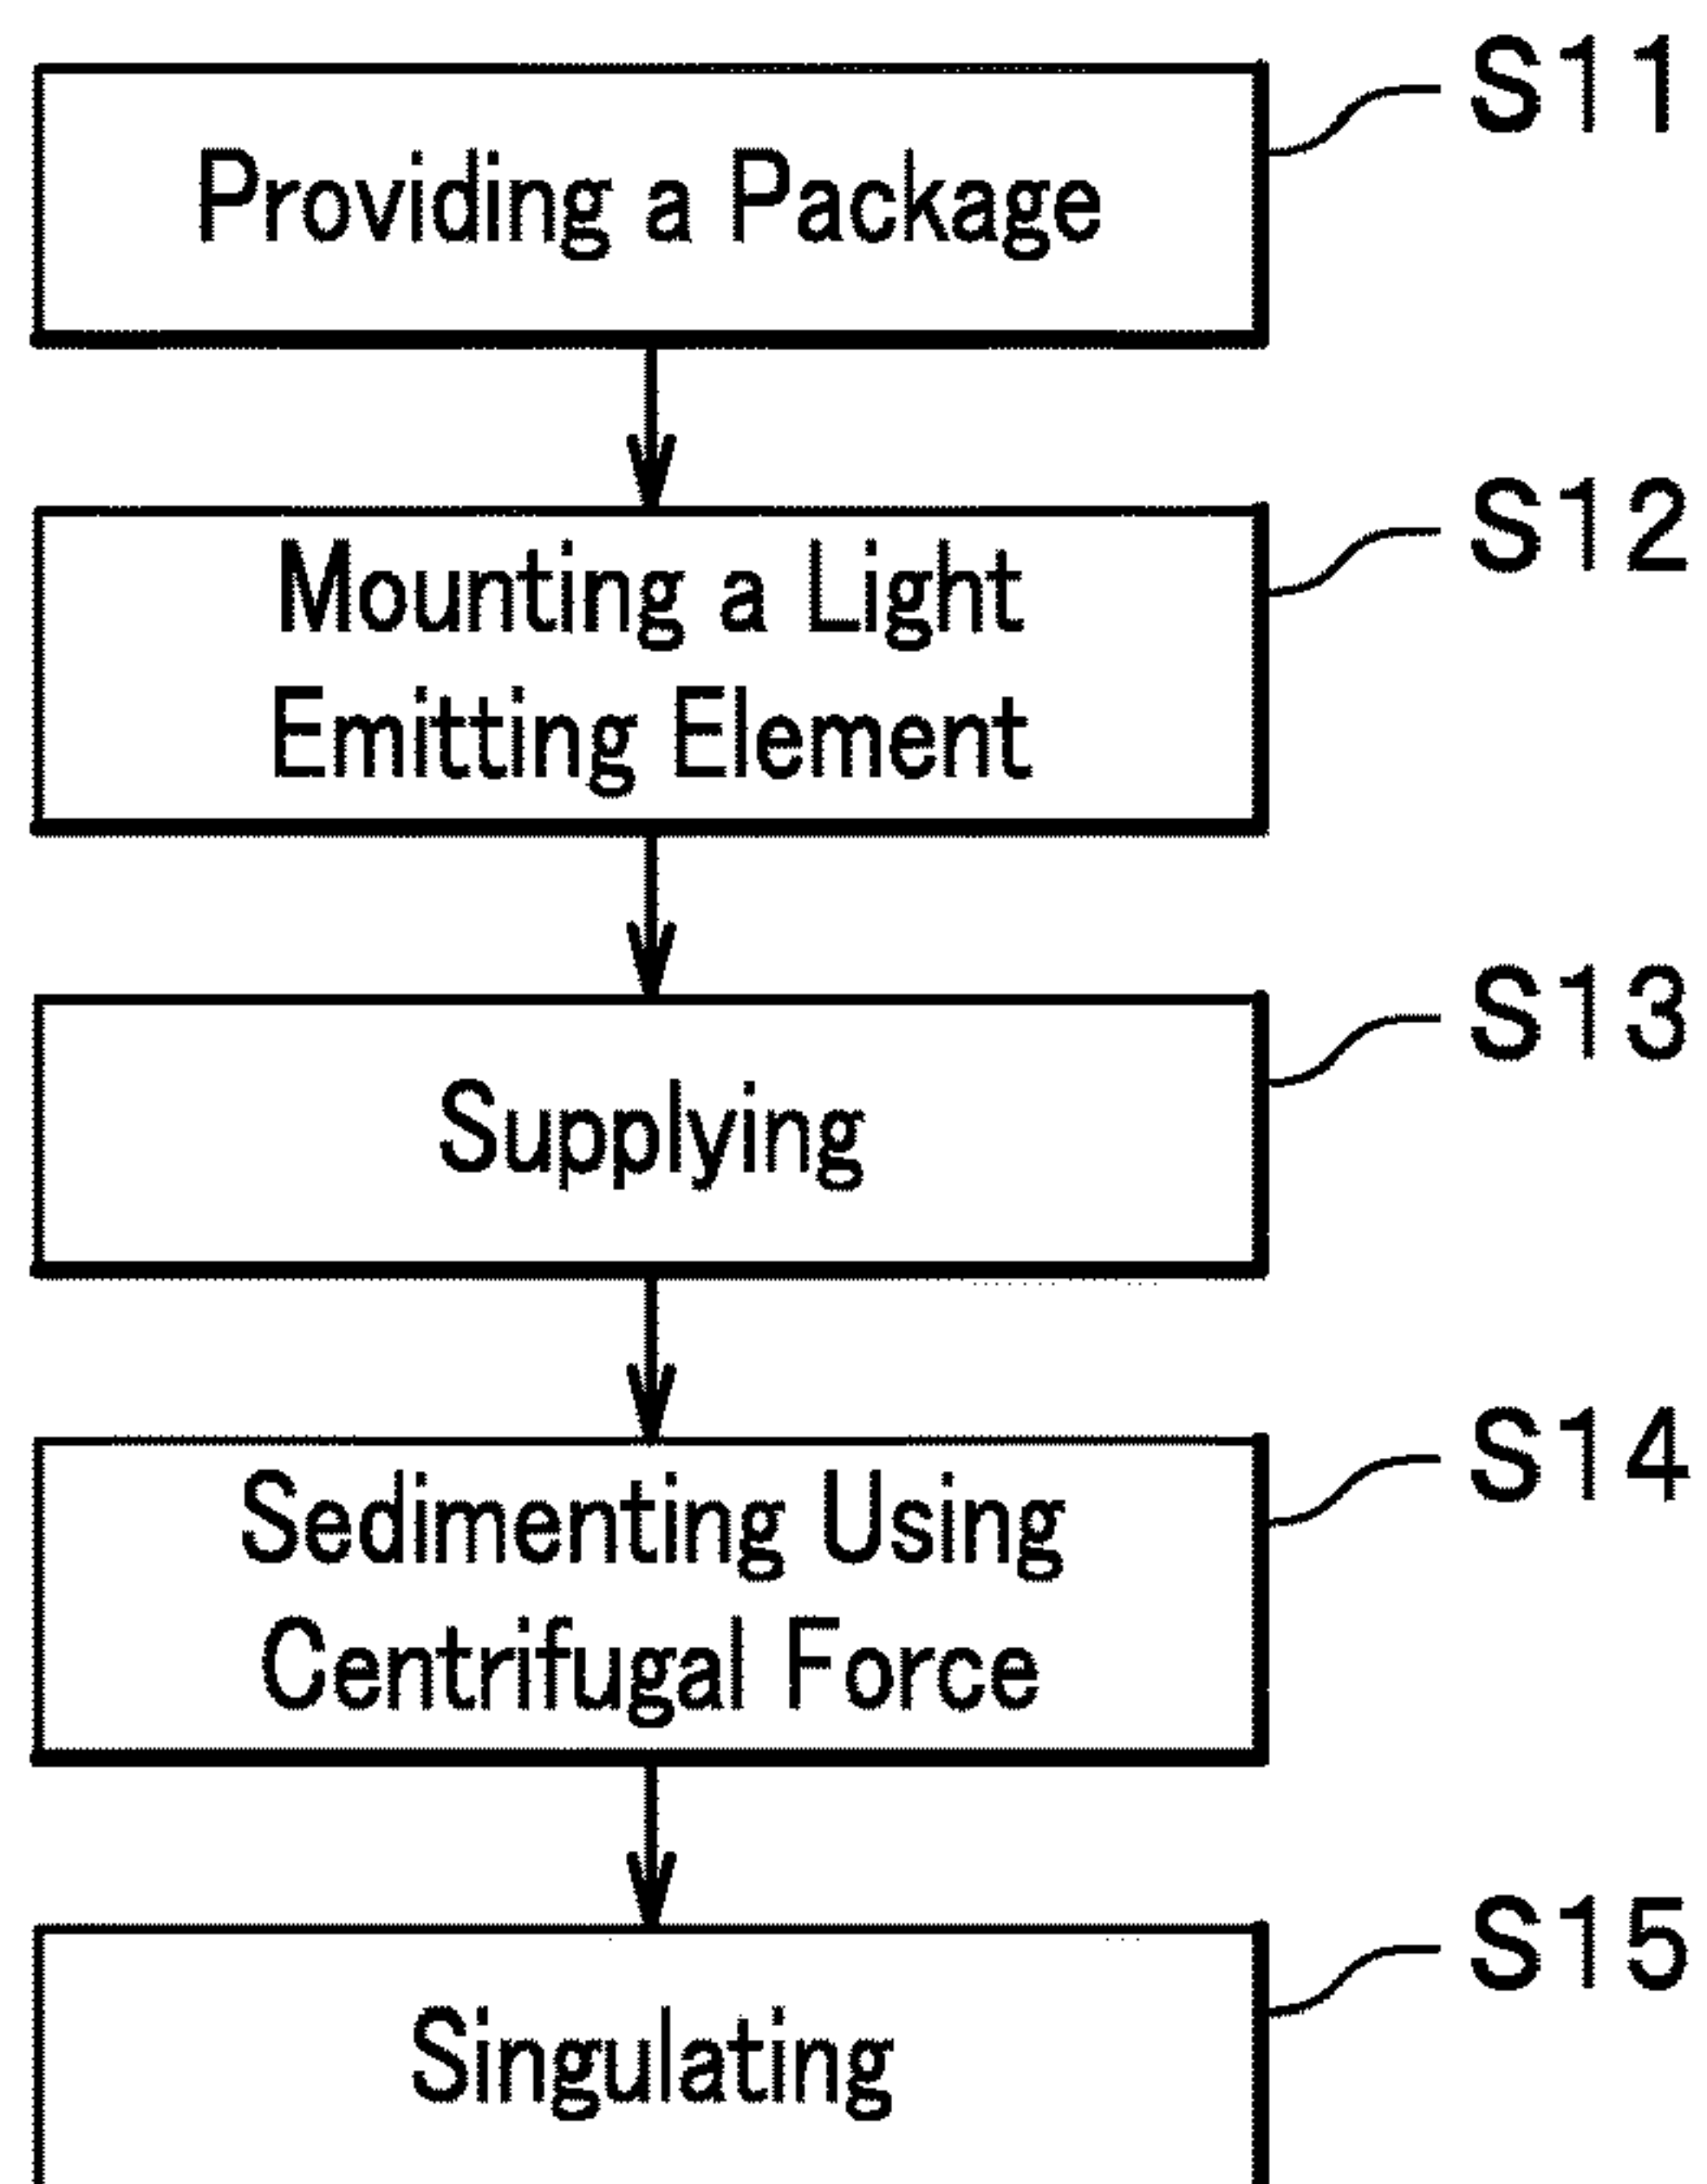 S11
Providing a Package
S12
Mounting a Light
Emitting Element
S13
Supplying
S14
Sedimenting Using
Centrifugal Force
S15
Singulating